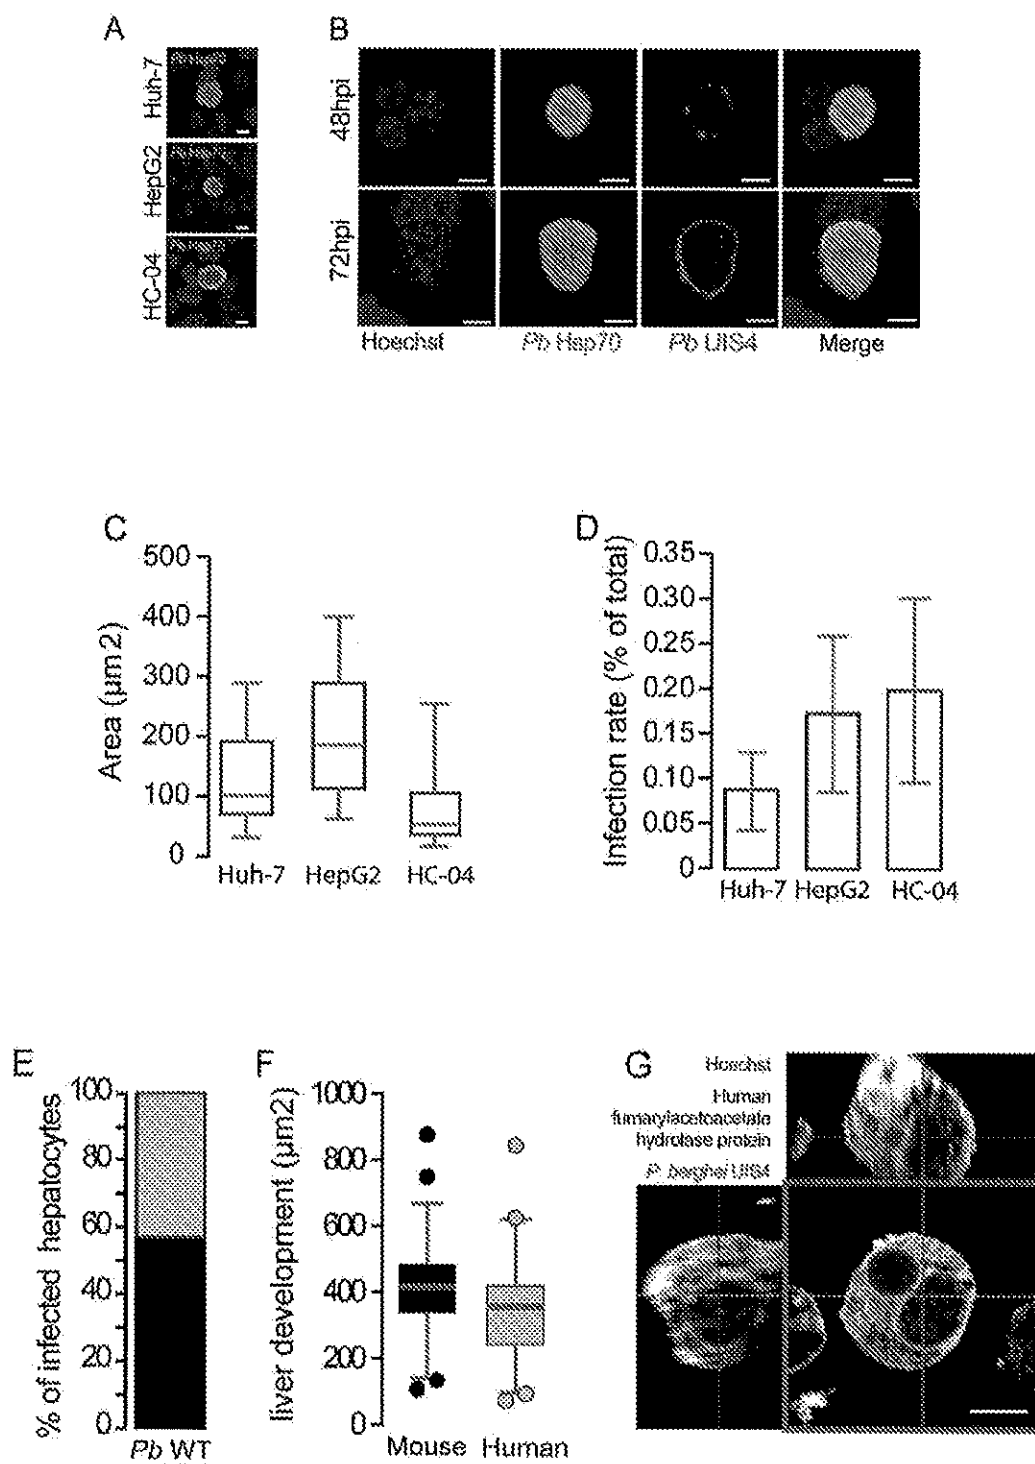 A
B
Huh-7
HepG2
HC-04
48hpi
72hpi
Hoechst
Pb Hsp70
Pb UIS4
Merge
C
Area (µm2)
500
400
300
200
100
0
Huh-7
HepG2
HC-04
D
Infection rate (% of total)
0.35
0.30
0.25
0.20
0.15
0.10
0.05
0
Huh-7
HepG2
HC-04
E
% of infected hepatocytes
100
80
60
40
20
0
Pb WT
F
liver development (µm2)
1000
800
600
400
200
0
Mouse
Human
G
Hoechst
Human
fumarylacetoacetate
hydrolase protein
P. berghei UIS4